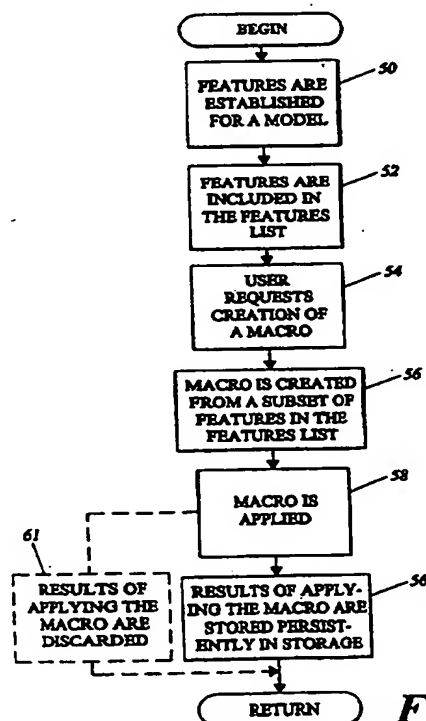 BEGIN
50
FEATURES ARE
ESTABLISHED
FOR A MODEL
52
FEATURES ARE
INCLUDED IN
THE FEATURES
LIST
54
USER
REQUESTS
CREATION OF
A MACRO
56
MACRO IS CREATED
FROM A SUBSET OF
FEATURES IN THE
FEATURES LIST
58
MACRO IS
APPLIED
61
RESULTS OF
APPLYING THE
MACRO ARE
DISCARDED
56
RESULTS OF APPLY-
ING THE MACRO ARE
STORED PERSIST-
ENTLY IN STORAGE
RETURN
F